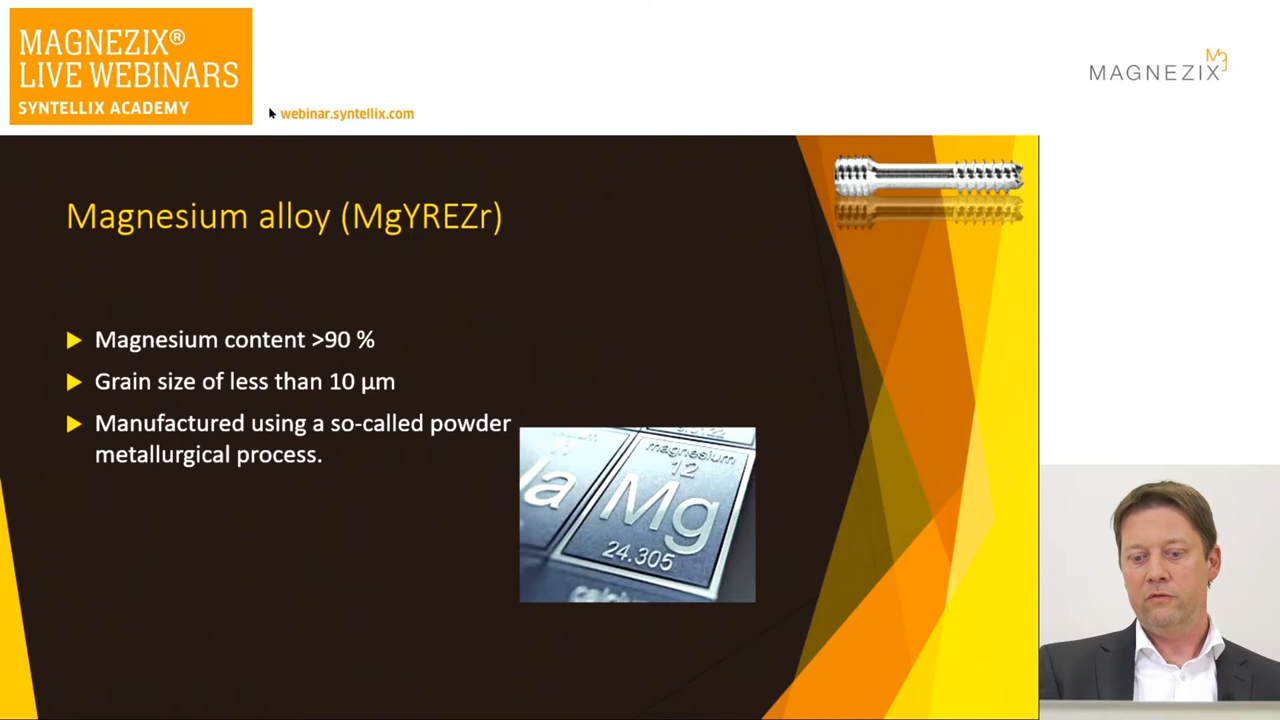 MAGNEZIX®
LIVE WEBINARS
SYNTELLIX ACADEMY
webinar.syntellix.com
MAGNEZIX
Magnesium alloy (MgYREZr)
Magnesium content >90 %
Grain size of less than 10 µm
Manufactured using a so-called powder
metallurgical process.
magnesium
12
Mg
24.305